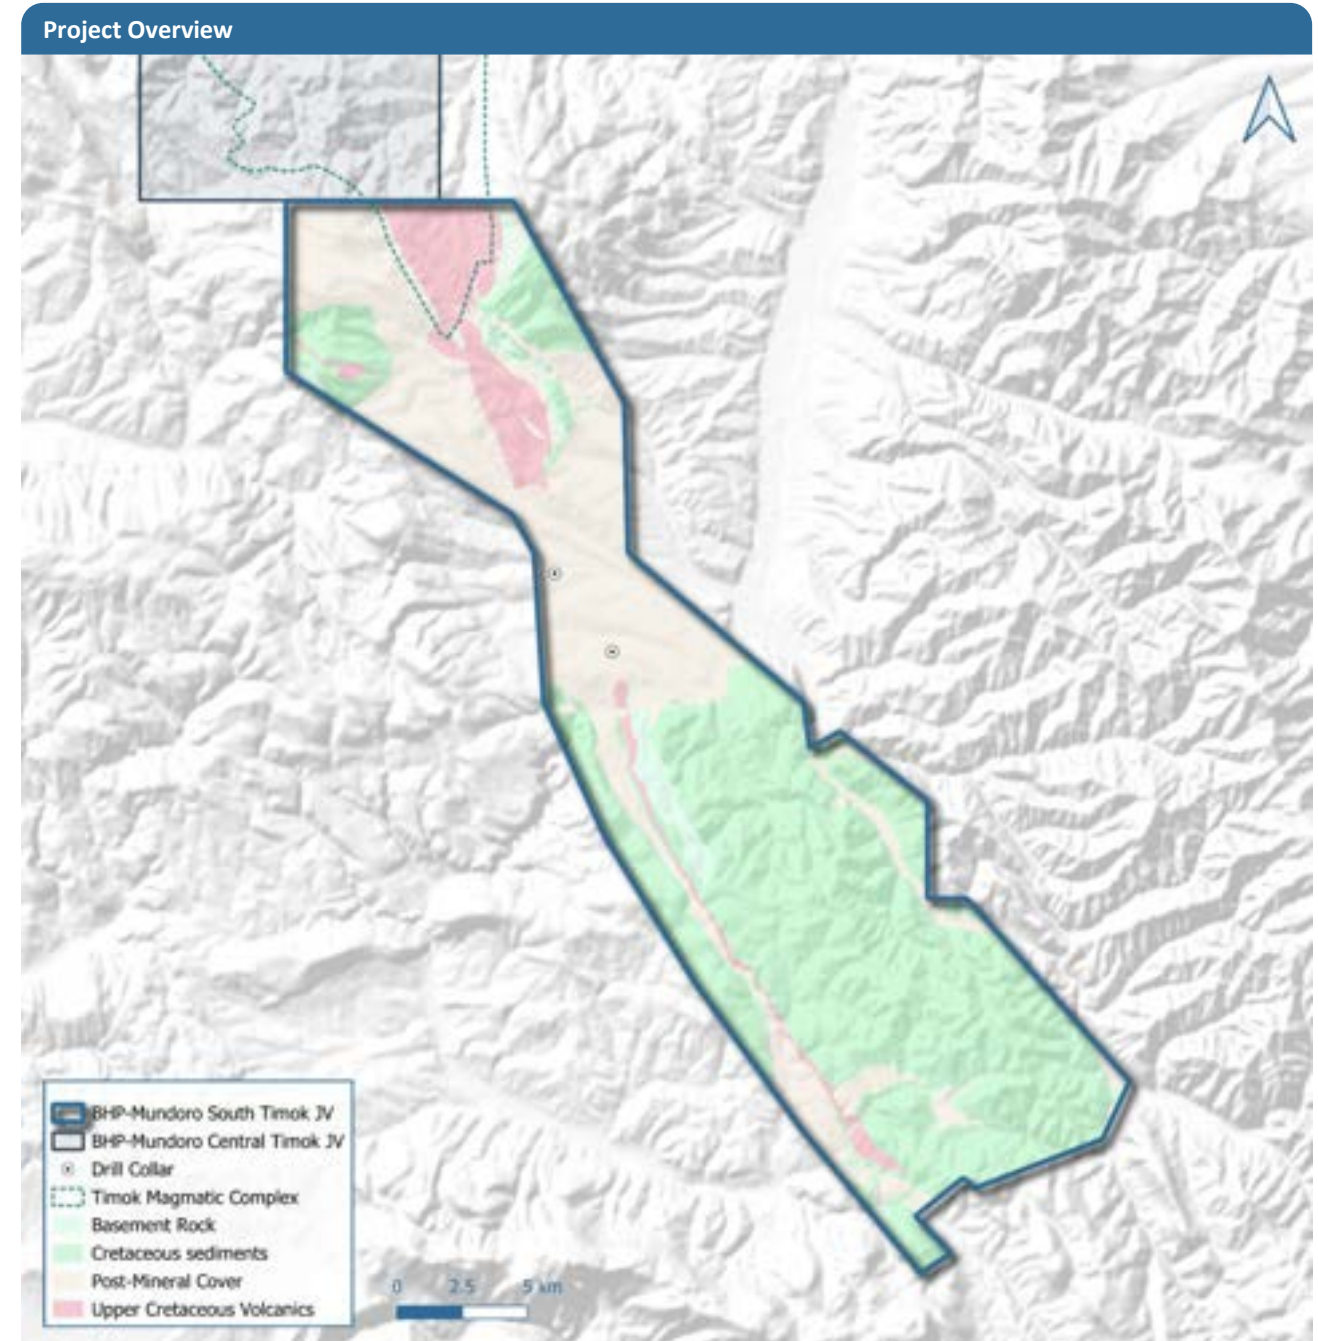 Project Overview
BHP-Mundoro South Timok JV
BHP-Mundoro Central Timok JV
Drill Collar
Timok Magmatic Complex
Basement Rock
Cretaceous sediments
Post-Mineral Cover
Upper Cretaceous Volcanics
0 2.5 5 km